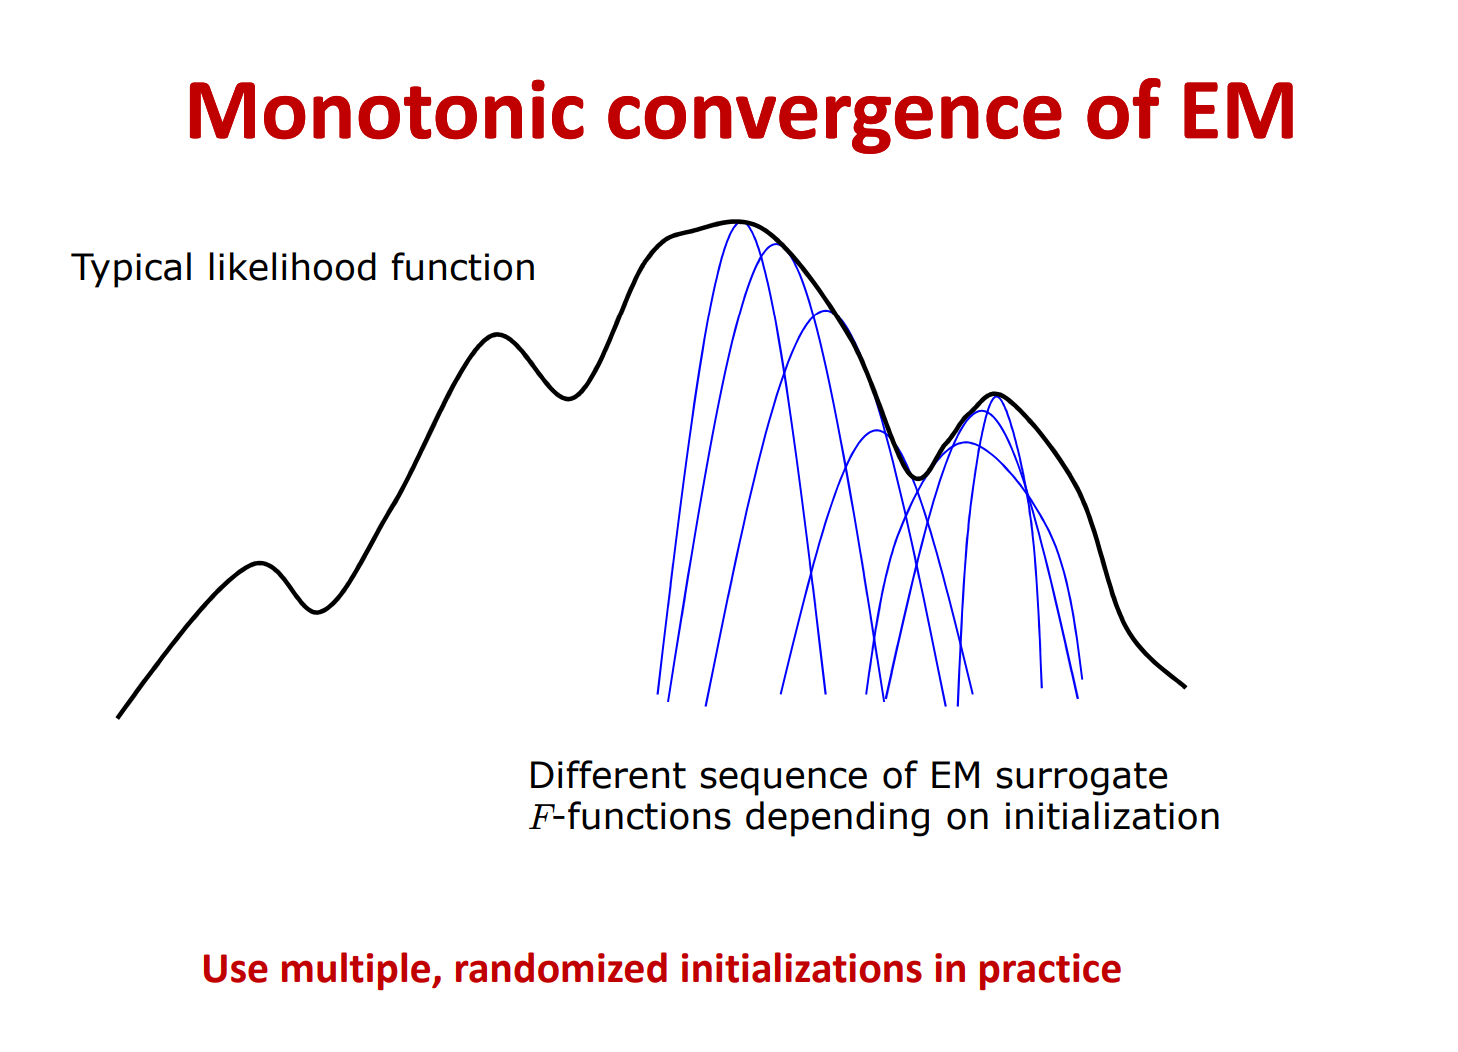 Monotonic convergence of EM
Typical likelihood function
Different sequence of EM surrogate
F-functions depending on initialization
Use multiple, randomized initializations in practice